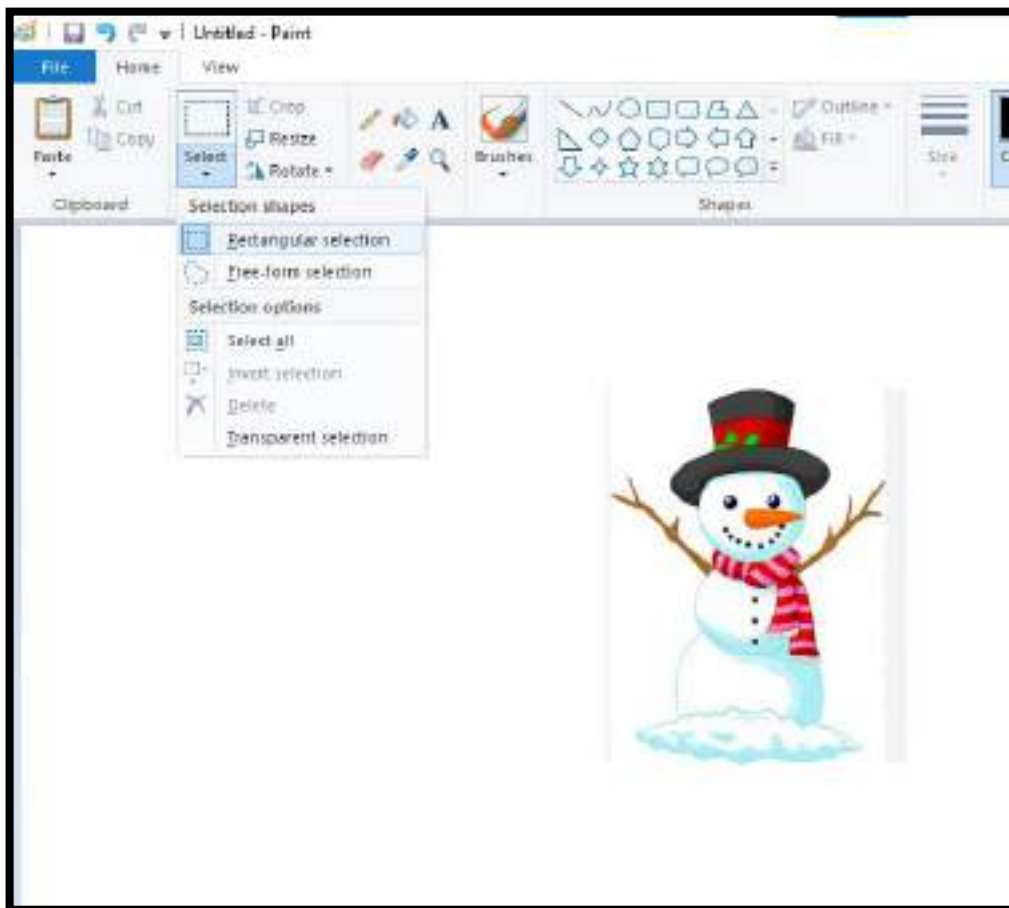 Untitled - Paint
File Home View
Cut
Copy
Paste
Clipboard
Select
Crop
Resize
Rotate
A
Brushes
Outline
Fill
Shapes
Size
Selection shapes
Rectangular selection
Free-form selection
Selection options
Select all
Invert selection
Delete
Transparent selection